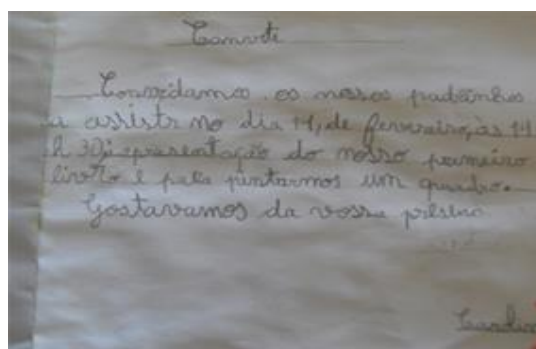 Convite
Convidamos os nossos padrinhos
a assistir no dia 14, de fevereiro, às 14
h 30, apresentação do nosso primeiro
livro e para pintarmos um quadro.
Gostavamos da vossa